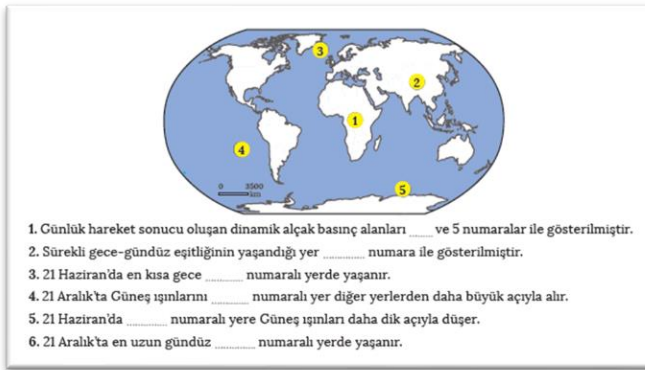 3
2
1
4
5
0 3500
km
1. Günlük hareket sonucu oluşan dinamik alçak basınç alanları ...... ve 5 numaralar ile gösterilmiştir.
2. Sürekli gece-gündüz eşitliğinin yaşandığı yer ............ numara ile gösterilmiştir.
3. 21 Haziran'da en kısa gece ........... numaralı yerde yaşanır.
4. 21 Aralık'ta Güneş ışınlarını ........... numaralı yer diğer yerlerden daha büyük açıyla alır.
5. 21 Haziran'da ............ numaralı yere Güneş ışınları daha dik açıyla düşer.
6. 21 Aralık'ta en uzun gündüz ............ numaralı yerde yaşanır.